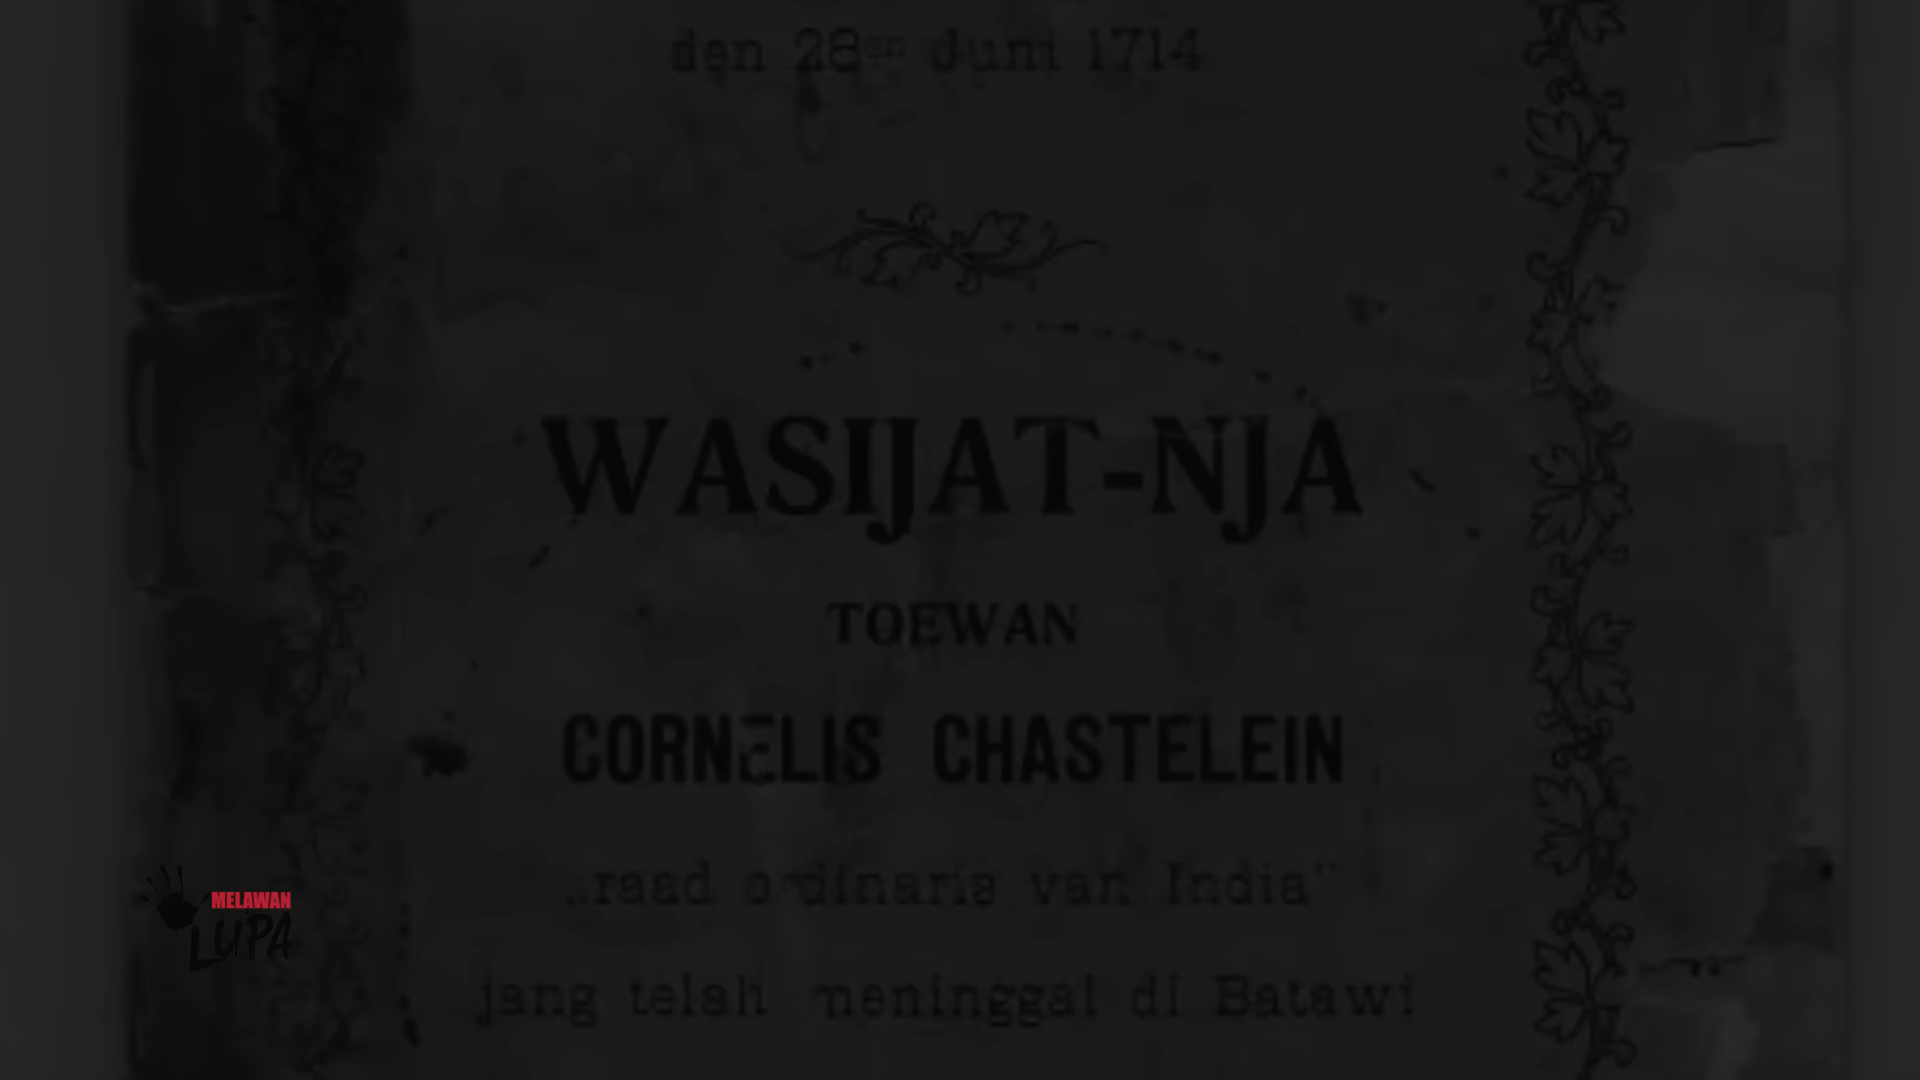 den 28en Juni 1714
WASIJAT-NJA
TOEWAN
CORNELIS CHASTELEIN
„raad ordinaris van India"
jang telah meninggal di Batawi
MELAWAN
LUPA